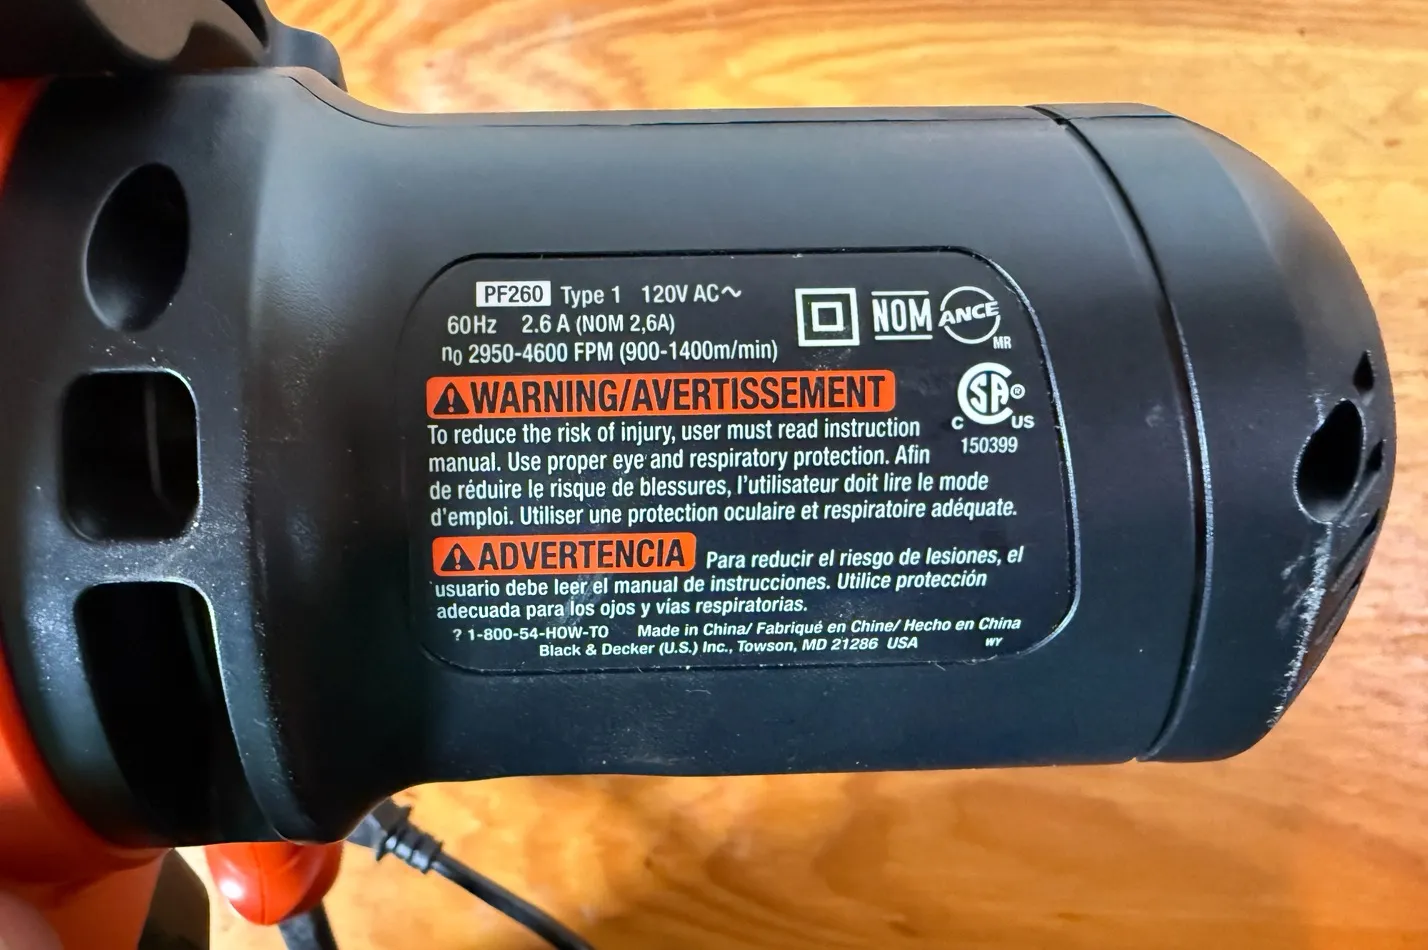 PF260 Type 1 120V AC～
60Hz 2.6 A (NOM 2,6A)
n0 2950-4600 FPM (900-1400m/min)
NOM ANCE
MR
WARNING/AVERTISSEMENT
SA ®
C US
150399
To reduce the risk of injury, user must read instruction
manual. Use proper eye and respiratory protection. Afin
de réduire le risque de blessures, l'utilisateur doit lire le mode
d'emploi. Utiliser une protection oculaire et respiratoire adéquate.
ADVERTENCIA Para reducir el riesgo de lesiones, el
usuario debe leer el manual de instrucciones. Utilice protección
adecuada para los ojos y vías respiratorias.
? 1-800-54-HOW-TO Made in China/ Fabriqué en Chine/ Hecho en China
Black & Decker (U.S.) Inc., Towson, MD 21286 USA WY